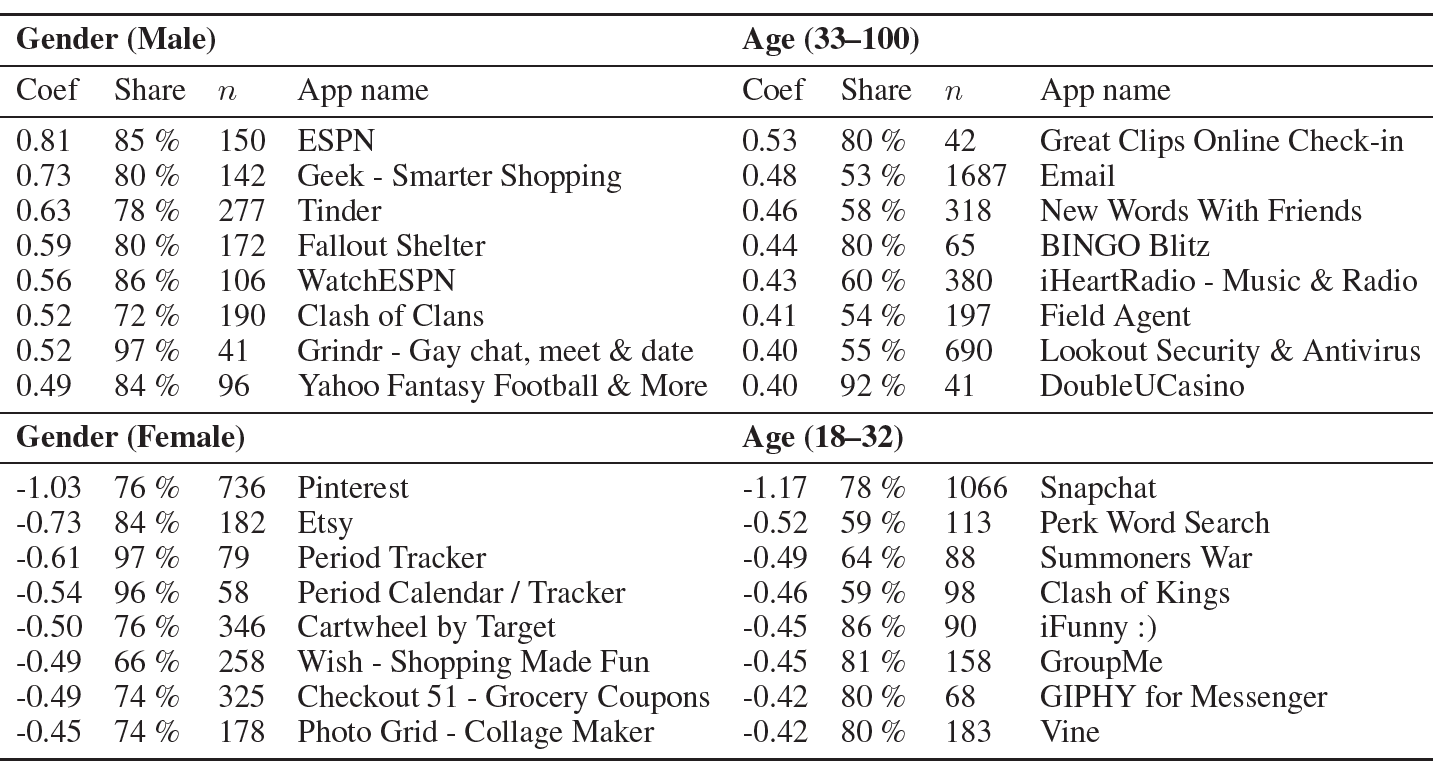 Gender (Male) Age (33–100)
Coef Share n App name Coef Share n App name
0.81 85 % 150 ESPN 0.53 80 % 42 Great Clips Online Check-in
0.73 80 % 142 Geek - Smarter Shopping 0.48 53 % 1687 Email
0.63 78 % 277 Tinder 0.46 58 % 318 New Words With Friends
0.59 80 % 172 Fallout Shelter 0.44 80 % 65 BINGO Blitz
0.56 86 % 106 WatchESPN 0.43 60 % 380 iHeartRadio - Music & Radio
0.52 72 % 190 Clash of Clans 0.41 54 % 197 Field Agent
0.52 97 % 41 Grindr - Gay chat, meet & date 0.40 55 % 690 Lookout Security & Antivirus
0.49 84 % 96 Yahoo Fantasy Football & More 0.40 92 % 41 DoubleUCasino
Gender (Female) Age (18–32)
-1.03 76 % 736 Pinterest -1.17 78 % 1066 Snapchat
-0.73 84 % 182 Etsy -0.52 59 % 113 Perk Word Search
-0.61 97 % 79 Period Tracker -0.49 64 % 88 Summoners War
-0.54 96 % 58 Period Calendar / Tracker -0.46 59 % 98 Clash of Kings
-0.50 76 % 346 Cartwheel by Target -0.45 86 % 90 iFunny :)
-0.49 66 % 258 Wish - Shopping Made Fun -0.45 81 % 158 GroupMe
-0.49 74 % 325 Checkout 51 - Grocery Coupons -0.42 80 % 68 GIPHY for Messenger
-0.45 74 % 178 Photo Grid - Collage Maker -0.42 80 % 183 Vine